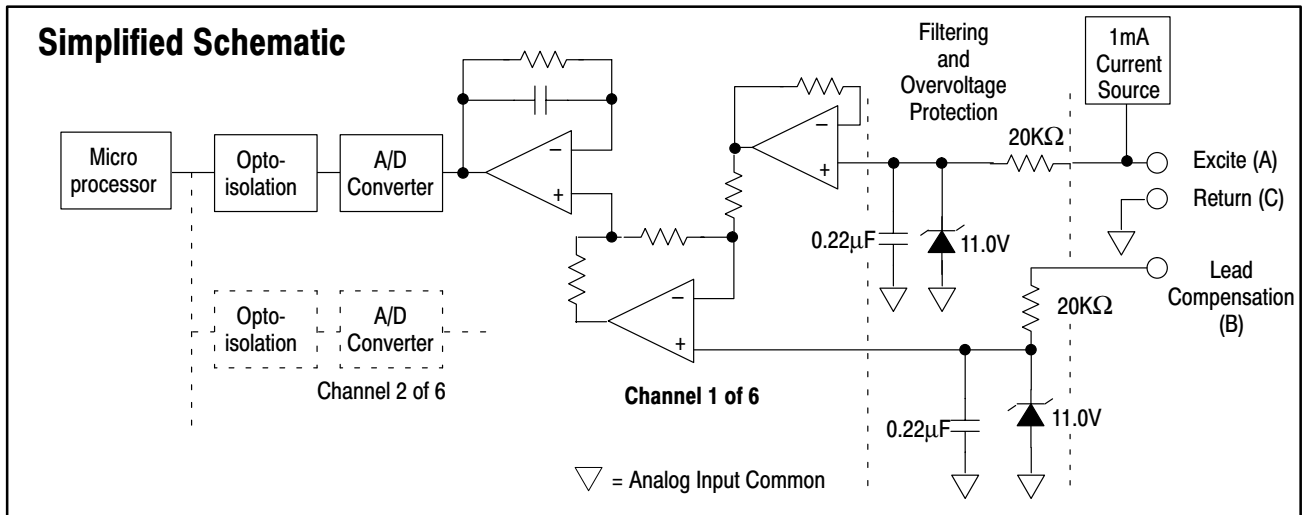 Simplified Schematic
Filtering
and
Overvoltage
Protection
1mA
Current
Source
Micro
processor
Opto-
isolation
A/D
Converter
−
+
−
+
20KΩ
Excite (A)
Return (C)
0.22µF
11.0V
Lead
Compensation
(B)
20KΩ
−
+
Opto-
isolation
A/D
Converter
Channel 2 of 6
Channel 1 of 6
0.22µF
11.0V
= Analog Input Common